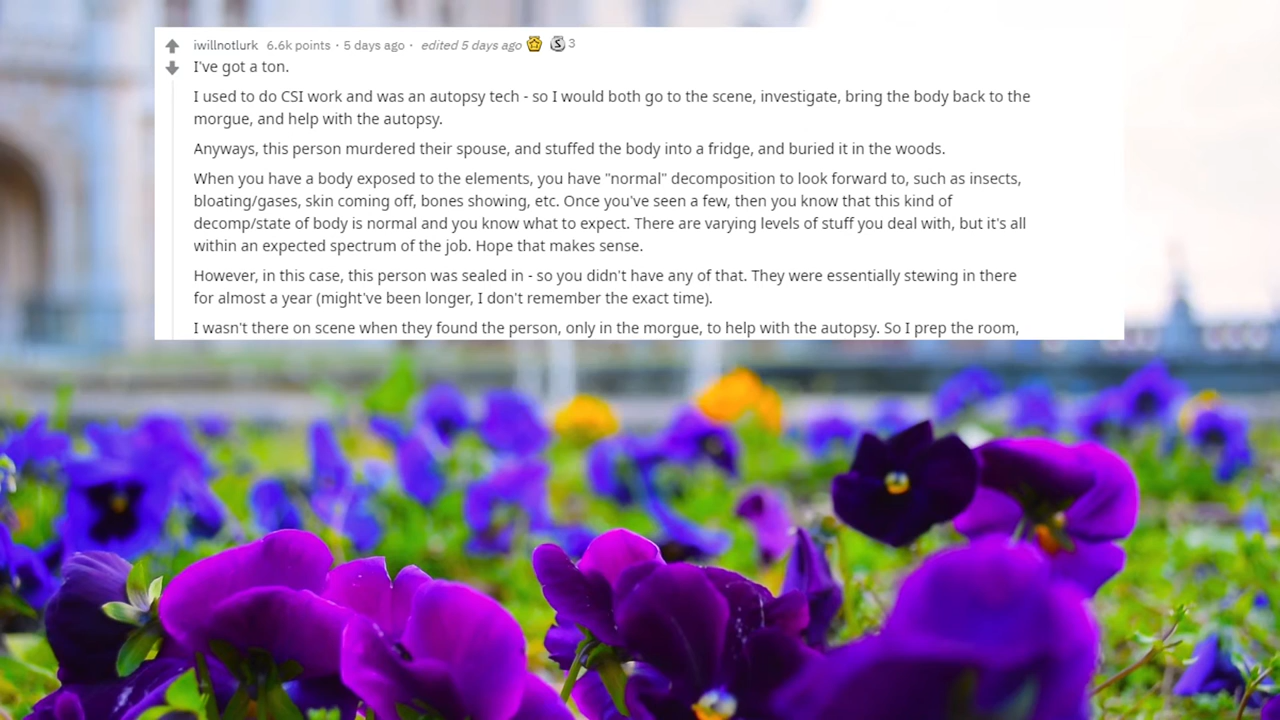 iwillnotlurk 6.6k points · 5 days ago · edited 5 days ago 3
I've got a ton.
I used to do CSI work and was an autopsy tech - so I would both go to the scene, investigate, bring the body back to the
morgue, and help with the autopsy.
Anyways, this person murdered their spouse, and stuffed the body into a fridge, and buried it in the woods.
When you have a body exposed to the elements, you have "normal" decomposition to look forward to, such as insects,
bloating/gases, skin coming off, bones showing, etc. Once you've seen a few, then you know that this kind of
decomp/state of body is normal and you know what to expect. There are varying levels of stuff you deal with, but it's all
within an expected spectrum of the job. Hope that makes sense.
However, in this case, this person was sealed in - so you didn't have any of that. They were essentially stewing in there
for almost a year (might've been longer, I don't remember the exact time).
I wasn't there on scene when they found the person, only in the morgue, to help with the autopsy. So I prep the room,